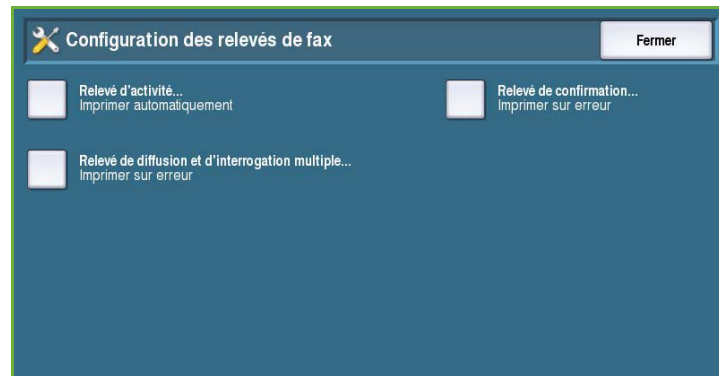 Configuration des relevés de fax
Fermer
Relevé d'activité...
Imprimer automatiquement
Relevé de confirmation...
Imprimer sur erreur
Relevé de diffusion et d'interrogation multiple...
Imprimer sur erreur